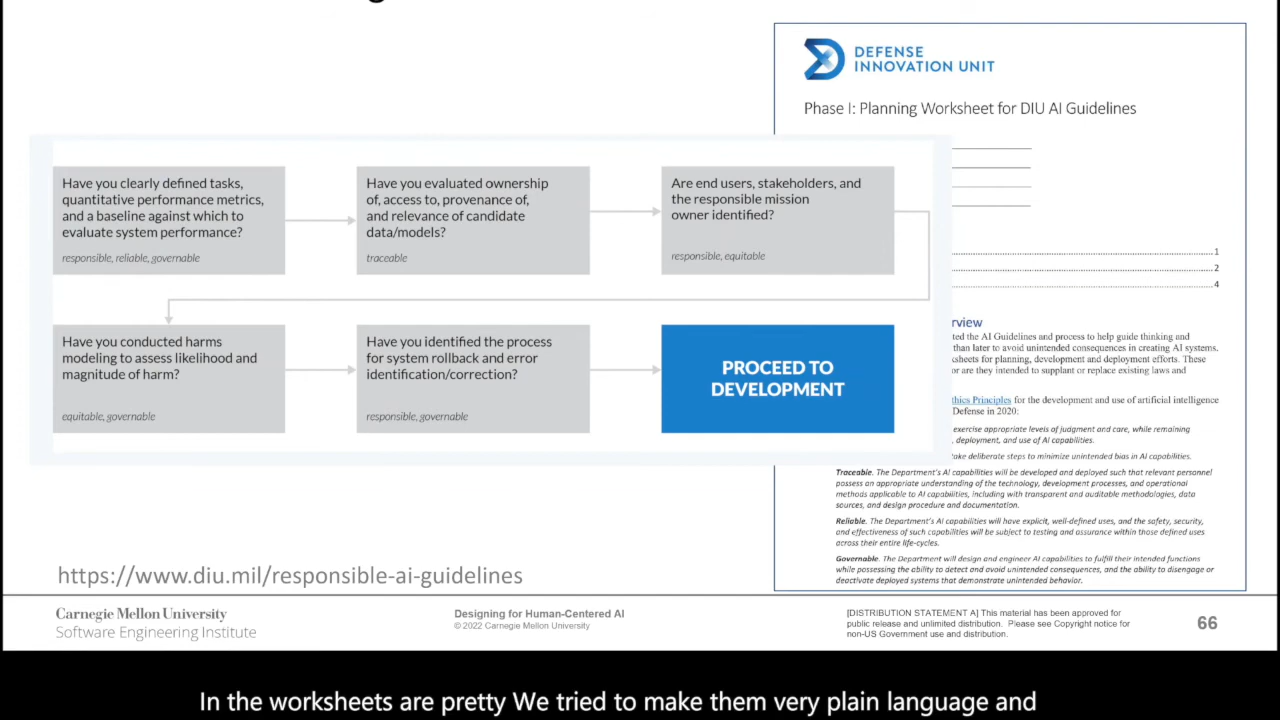 DEFENSE
INNOVATION UNIT
Phase I: Planning Worksheet for DIU AI Guidelines
Have you clearly defined tasks,
quantitative performance metrics,
and a baseline against which to
evaluate system performance?
responsible, reliable, governable
Have you evaluated ownership
of, access to, provenance of,
and relevance of candidate
data/models?
traceable
Are end users, stakeholders, and
the responsible mission
owner identified?
responsible, equitable
Have you conducted harms
modeling to assess likelihood and
magnitude of harm?
equitable, governable
Have you identified the process
for system rollback and error
identification/correction?
responsible, governable
PROCEED TO
DEVELOPMENT
1
2
4
rview
ted the AI Guidelines and process to help guide thinking and
than later to avoid unintended consequences in creating AI systems.
ksheets for planning, development and deployment efforts. These
or are they intended to supplant or replace existing laws and
thics Principles for the development and use of artificial intelligence
Defense in 2020:
exercise appropriate levels of judgment and care, while remaining
, deployment, and use of AI capabilities.
take deliberate steps to minimize unintended bias in AI capabilities.
Traceable. The Department's AI capabilities will be developed and deployed such that relevant personnel
possess an appropriate understanding of the technology, development processes, and operational
methods applicable to AI capabilities, including with transparent and auditable methodologies, data
sources, and design procedure and documentation.
Reliable. The Department's AI capabilities will have explicit, well-defined uses, and the safety, security,
and effectiveness of such capabilities will be subject to testing and assurance within those defined uses
across their entire life-cycles.
Governable. The Department will design and engineer AI capabilities to fulfill their intended functions
while possessing the ability to detect and avoid unintended consequences, and the ability to disengage or
deactivate deployed systems that demonstrate unintended behavior.
https://www.diu.mil/responsible-ai-guidelines
Carnegie Mellon University
Software Engineering Institute
Designing for Human-Centered AI
© 2022 Carnegie Mellon University
[DISTRIBUTION STATEMENT A] This material has been approved for
public release and unlimited distribution. Please see Copyright notice for
non-US Government use and distribution.
66
In the worksheets are pretty We tried to make them very plain language and